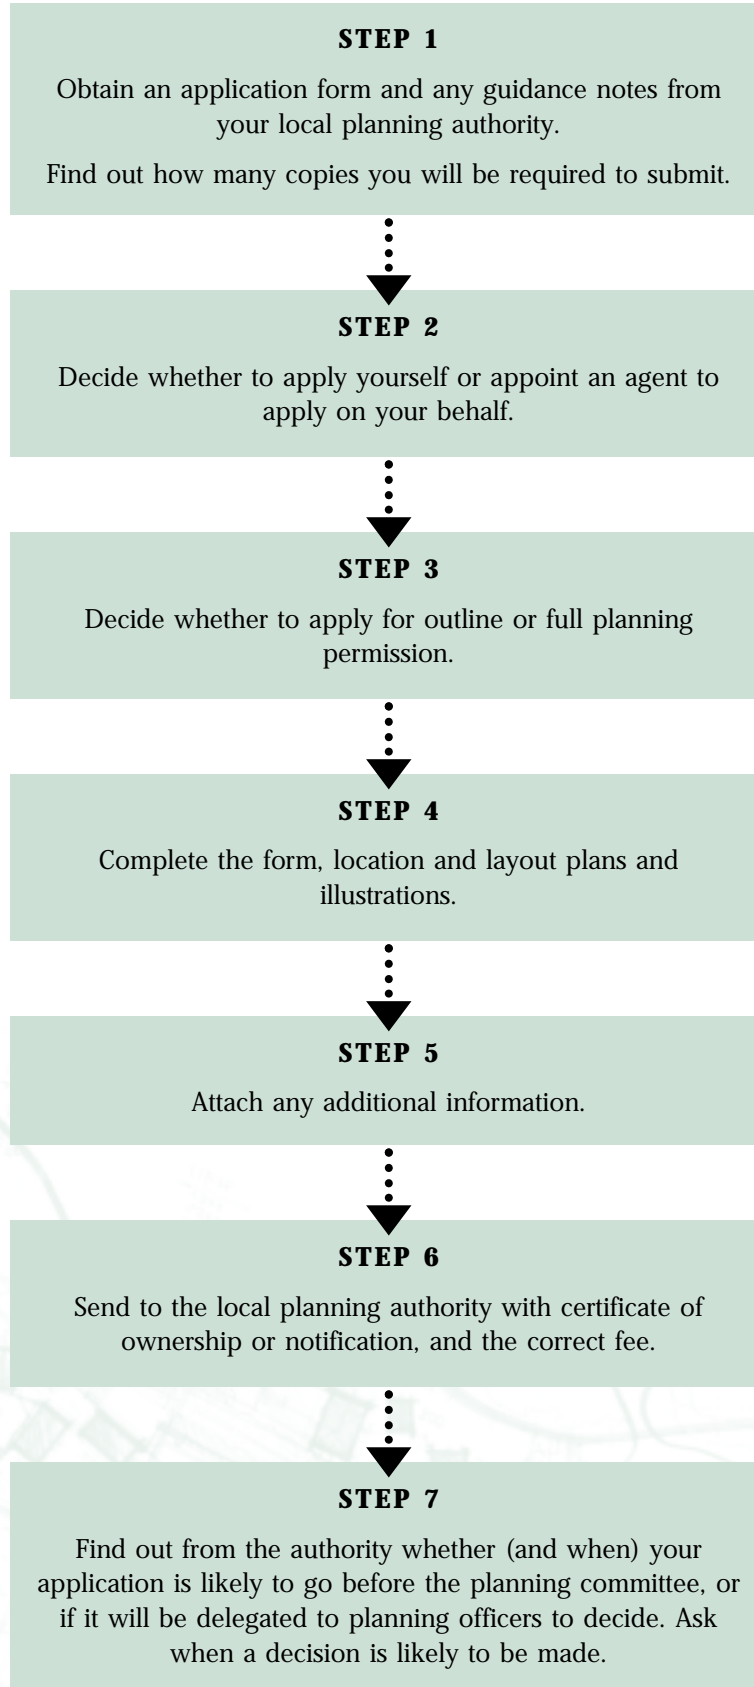 STEP 1
Obtain an application form and any guidance notes from
your local planning authority.
Find out how many copies you will be required to submit.
STEP 2
Decide whether to apply yourself or appoint an agent to
apply on your behalf.
STEP 3
Decide whether to apply for outline or full planning
permission.
STEP 4
Complete the form, location and layout plans and
illustrations.
STEP 5
Attach any additional information.
STEP 6
Send to the local planning authority with certificate of
ownership or notification, and the correct fee.
STEP 7
Find out from the authority whether (and when) your
application is likely to go before the planning committee, or
if it will be delegated to planning officers to decide. Ask
when a decision is likely to be made.